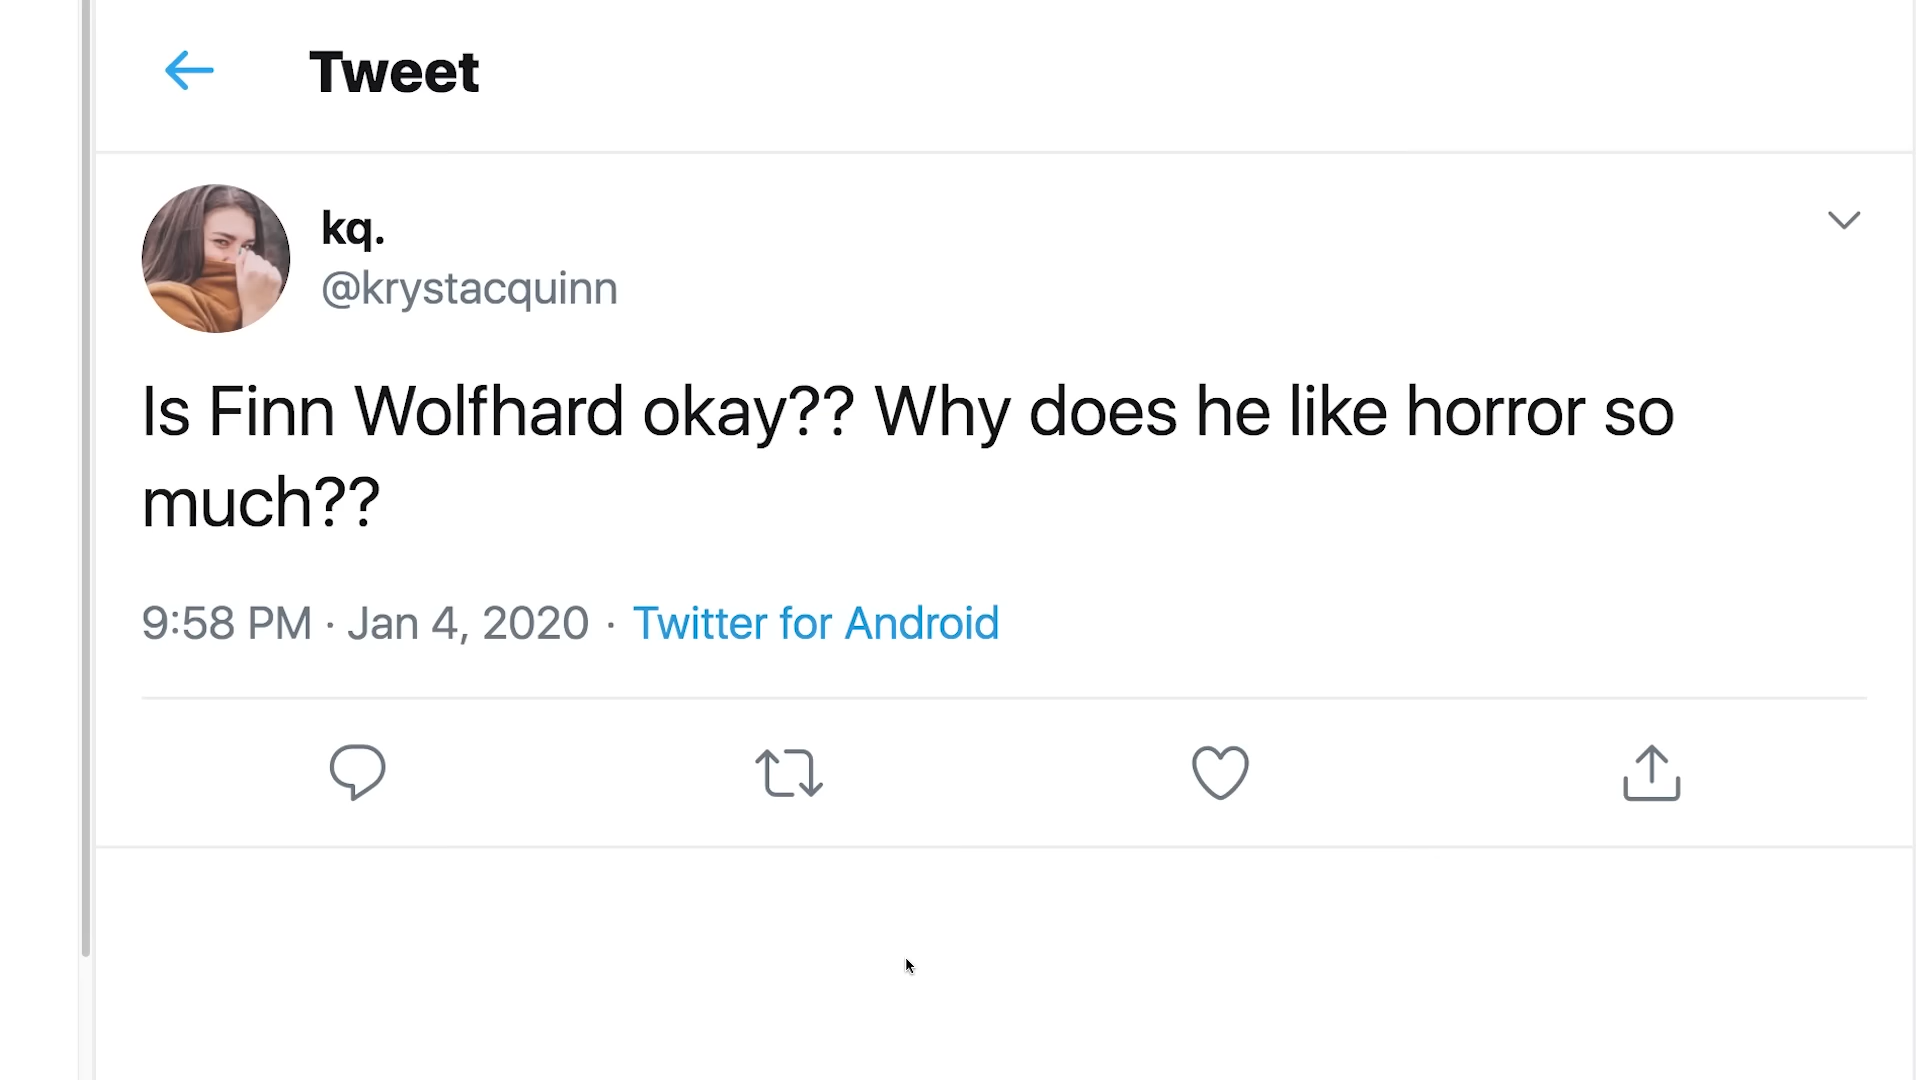 Tweet
kq.
@krystacquinn
Is Finn Wolfhard okay?? Why does he like horror so
much??
9:58 PM · Jan 4, 2020 · Twitter for Android